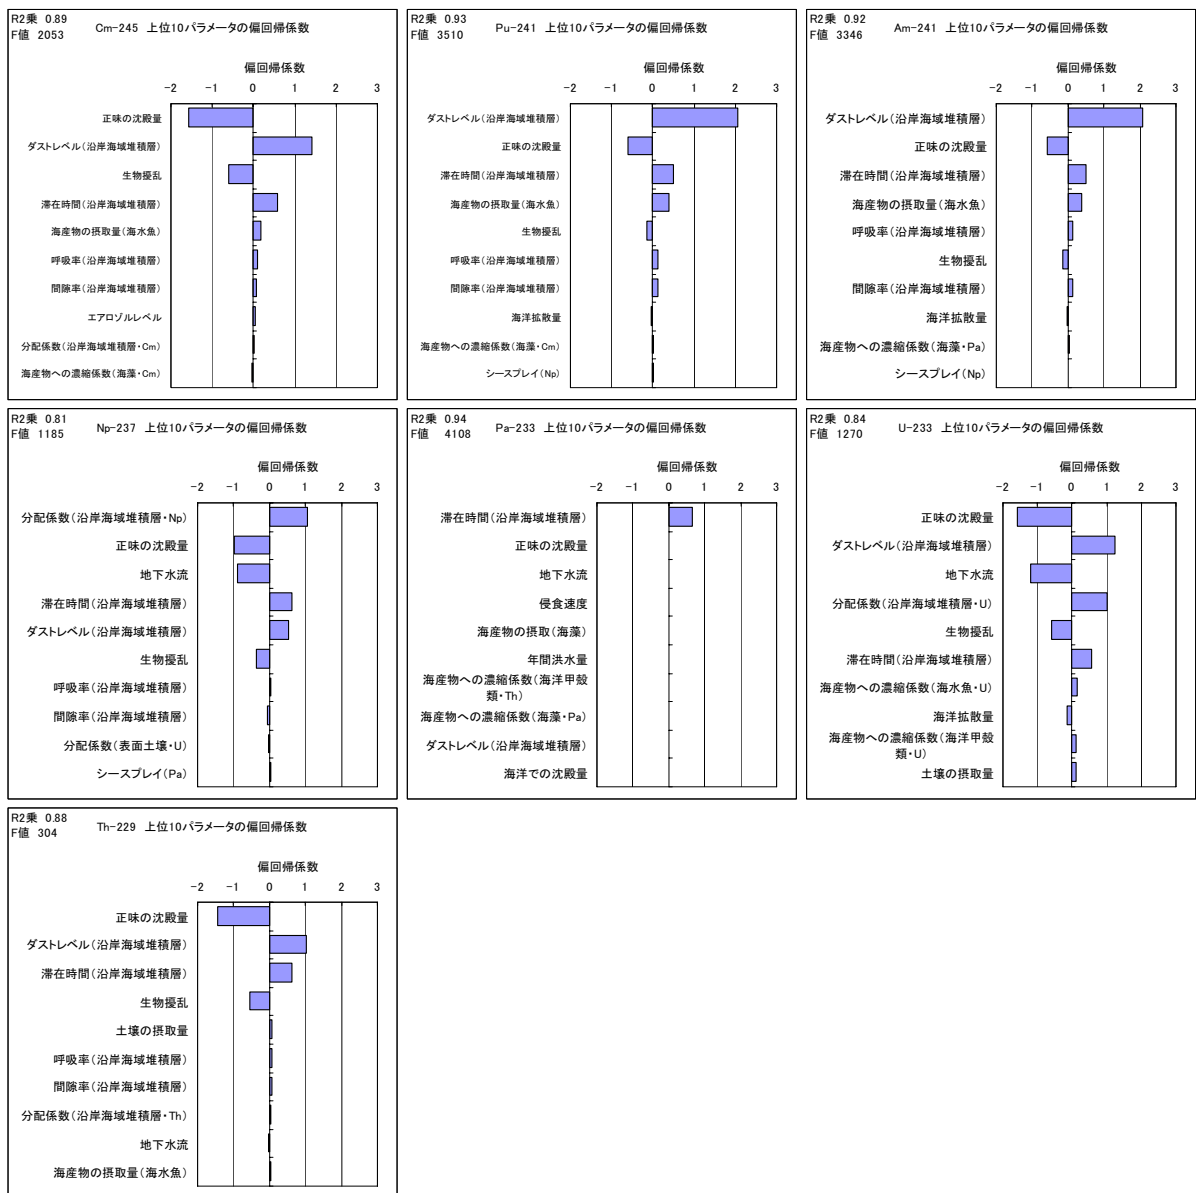 R2乗 0.89
F値 2053
Cm-245 上位10パラメータの偏回帰係数
偏回帰係数
-2 -1 0 1 2 3
正味の沈殿量
ダストレベル(沿岸海域堆積層)
生物擾乱
滞在時間(沿岸海域堆積層)
海産物の摂取量(海水魚)
呼吸率(沿岸海域堆積層)
間隙率(沿岸海域堆積層)
エアロゾルレベル
分配係数(沿岸海域堆積層・Cm)
海産物への濃縮係数(海藻・Cm)
R2乗 0.93
F値 3510
Pu-241 上位10パラメータの偏回帰係数
偏回帰係数
-2 -1 0 1 2 3
ダストレベル(沿岸海域堆積層)
正味の沈殿量
滞在時間(沿岸海域堆積層)
海産物の摂取量(海水魚)
生物擾乱
呼吸率(沿岸海域堆積層)
間隙率(沿岸海域堆積層)
海洋拡散量
海産物への濃縮係数(海藻・Cm)
シースプレイ(Np)
R2乗 0.92
F値 3346
Am-241 上位10パラメータの偏回帰係数
偏回帰係数
-2 -1 0 1 2 3
ダストレベル(沿岸海域堆積層)
正味の沈殿量
滞在時間(沿岸海域堆積層)
海産物の摂取量(海水魚)
呼吸率(沿岸海域堆積層)
生物擾乱
間隙率(沿岸海域堆積層)
海洋拡散量
海産物への濃縮係数(海藻・Pa)
シースプレイ(Np)
R2乗 0.81
F値 1185
Np-237 上位10パラメータの偏回帰係数
偏回帰係数
-2 -1 0 1 2 3
分配係数(沿岸海域堆積層・Np)
正味の沈殿量
地下水流
滞在時間(沿岸海域堆積層)
ダストレベル(沿岸海域堆積層)
生物擾乱
呼吸率(沿岸海域堆積層)
間隙率(沿岸海域堆積層)
分配係数(表面土壌・U)
シースプレイ(Pa)
R2乗 0.94
F値 4108
Pa-233 上位10パラメータの偏回帰係数
偏回帰係数
-2 -1 0 1 2 3
滞在時間(沿岸海域堆積層)
正味の沈殿量
地下水流
侵食速度
海産物の摂取(海藻)
年間洪水量
海産物への濃縮係数(海洋甲殻
類・Th)
海産物への濃縮係数(海藻・Pa)
ダストレベル(沿岸海域堆積層)
海洋での沈殿量
R2乗 0.84
F値 1270
U-233 上位10パラメータの偏回帰係数
偏回帰係数
-2 -1 0 1 2 3
正味の沈殿量
ダストレベル(沿岸海域堆積層)
地下水流
分配係数(沿岸海域堆積層・U)
生物擾乱
滞在時間(沿岸海域堆積層)
海産物への濃縮係数(海水魚・U)
海洋拡散量
海産物への濃縮係数(海洋甲殻
類・U)
土壌の摂取量
R2乗 0.88
F値 304
Th-229 上位10パラメータの偏回帰係数
偏回帰係数
-2 -1 0 1 2 3
正味の沈殿量
ダストレベル(沿岸海域堆積層)
滞在時間(沿岸海域堆積層)
生物擾乱
土壌の摂取量
呼吸率(沿岸海域堆積層)
間隙率(沿岸海域堆積層)
分配係数(沿岸海域堆積層・Th)
地下水流
海産物の摂取量(海水魚)